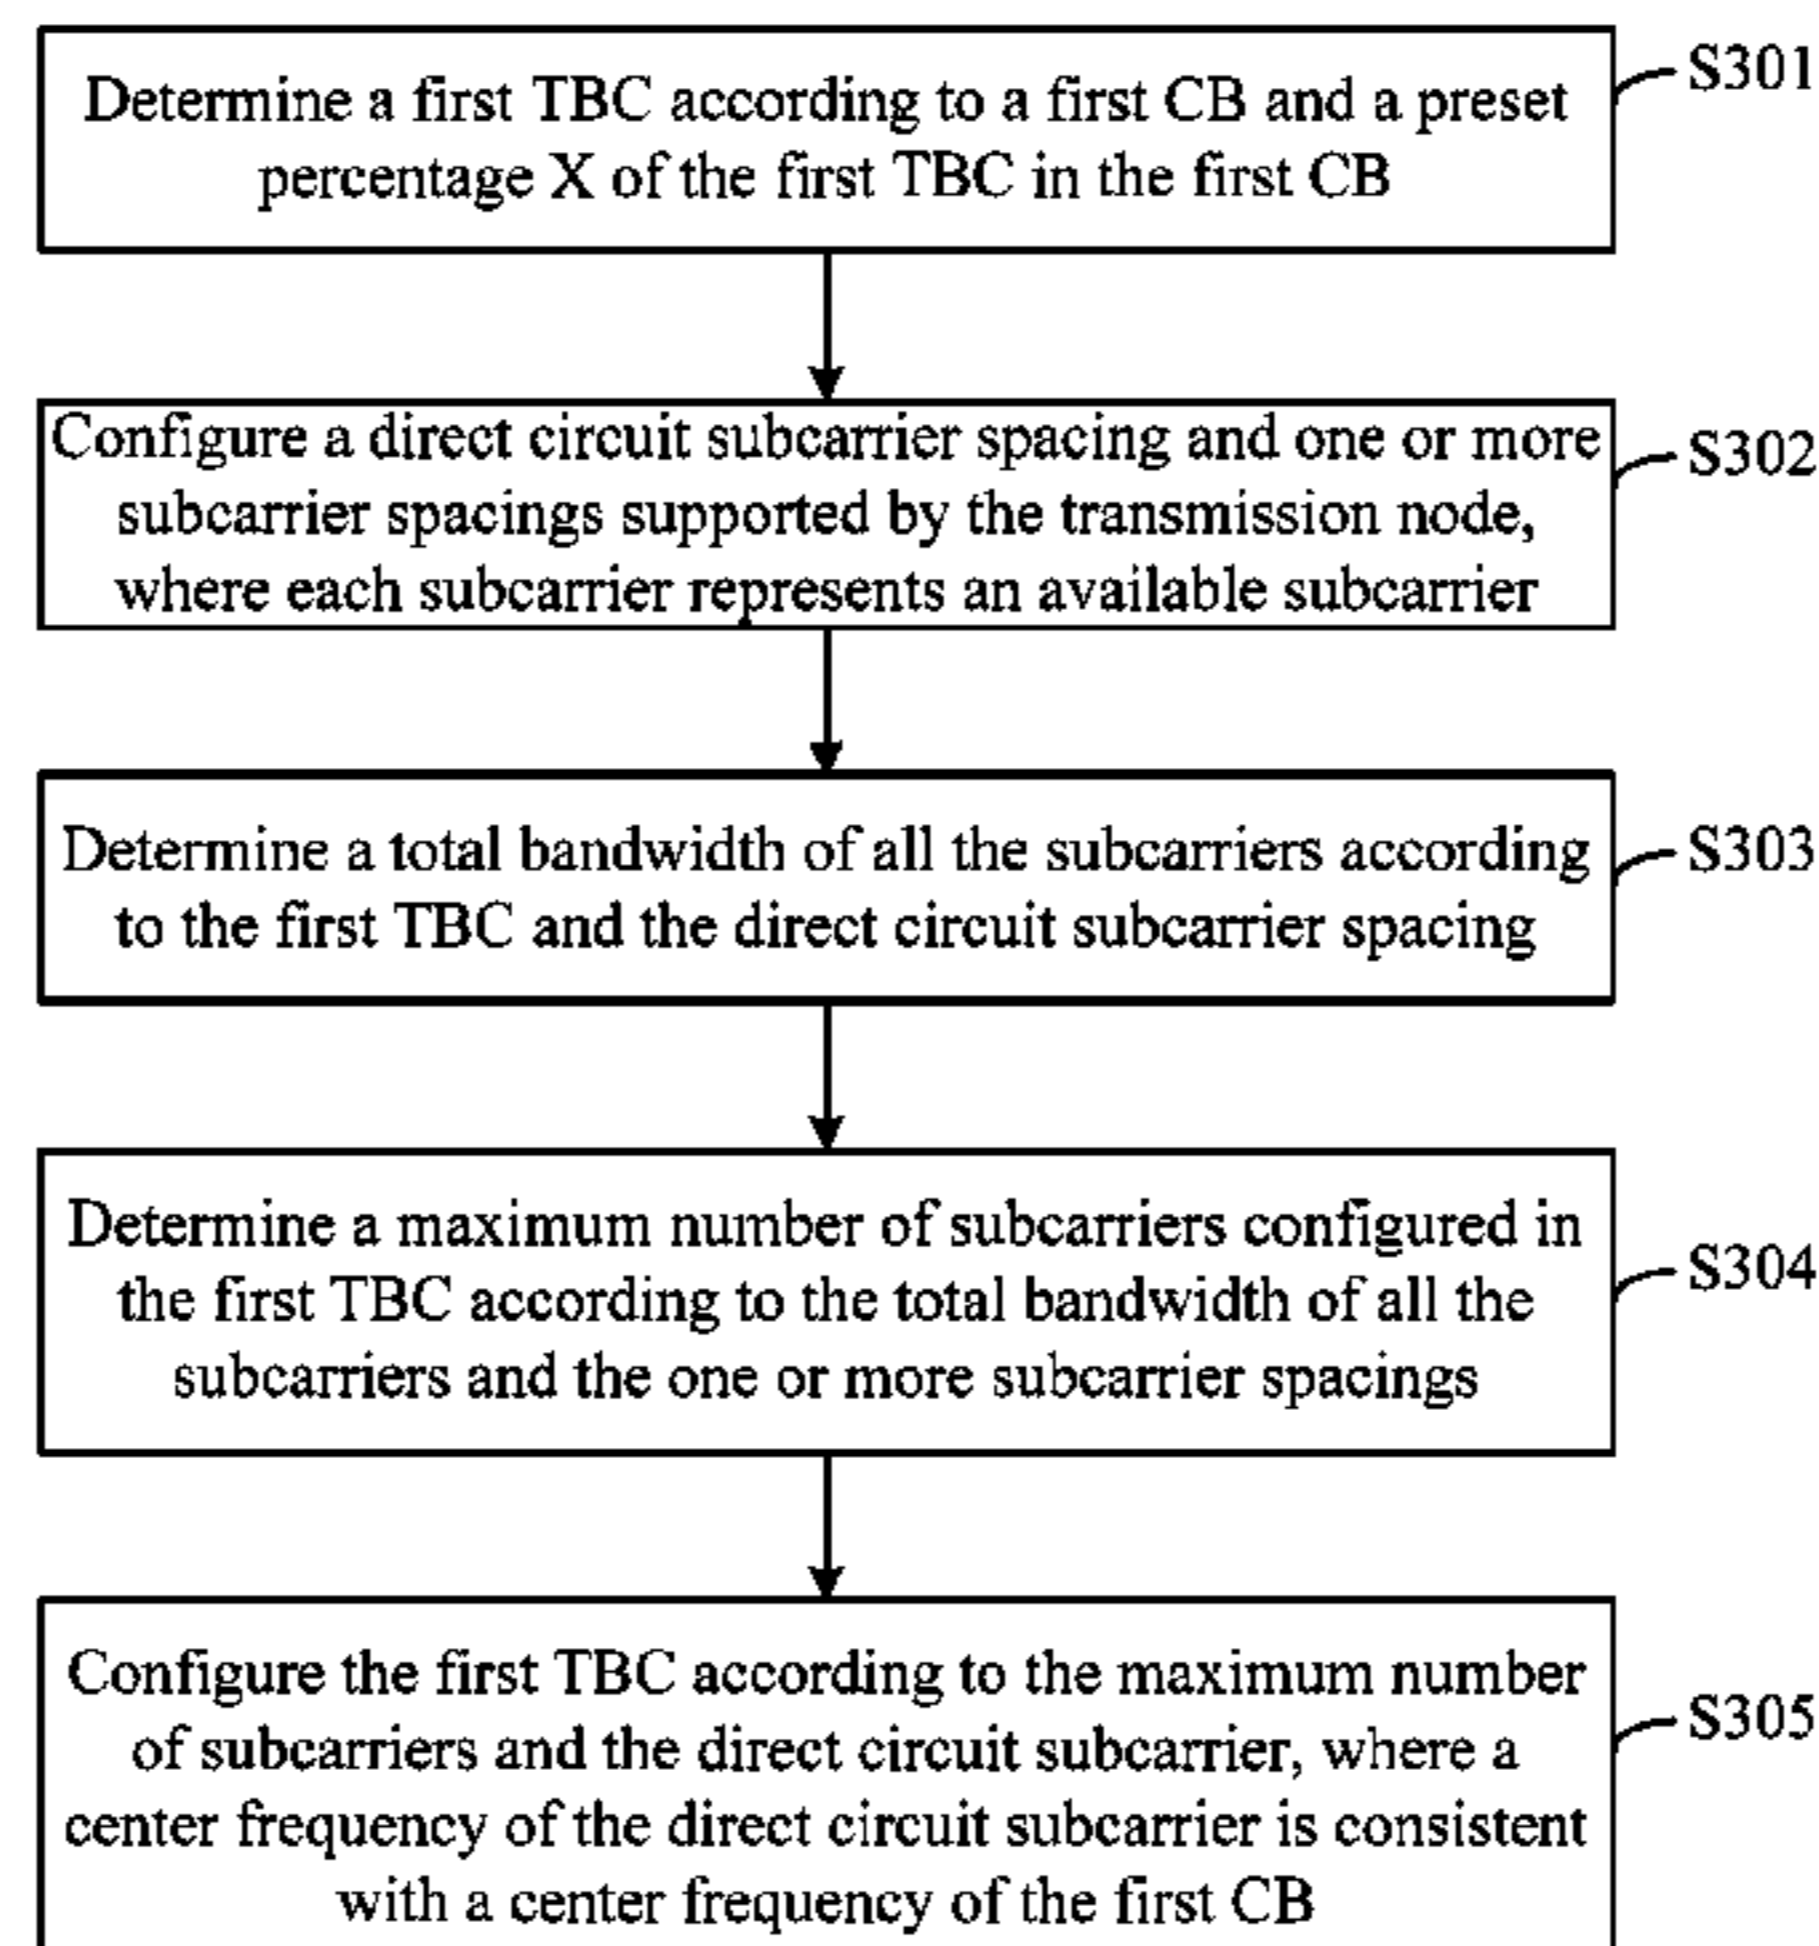 Determine a first TBC according to a first CB and a preset
percentage X of the first TBC in the first CB
S301
Configure a direct circuit subcarrier spacing and one or more
subcarrier spacings supported by the transmission node,
where each subcarrier represents an available subcarrier
S302
Determine a total bandwidth of all the subcarriers according
to the first TBC and the direct circuit subcarrier spacing
S303
Determine a maximum number of subcarriers configured in
the first TBC according to the total bandwidth of all the
subcarriers and the one or more subcarrier spacings
S304
Configure the first TBC according to the maximum number
of subcarriers and the direct circuit subcarrier, where a
center frequency of the direct circuit subcarrier is consistent
with a center frequency of the first CB
S305